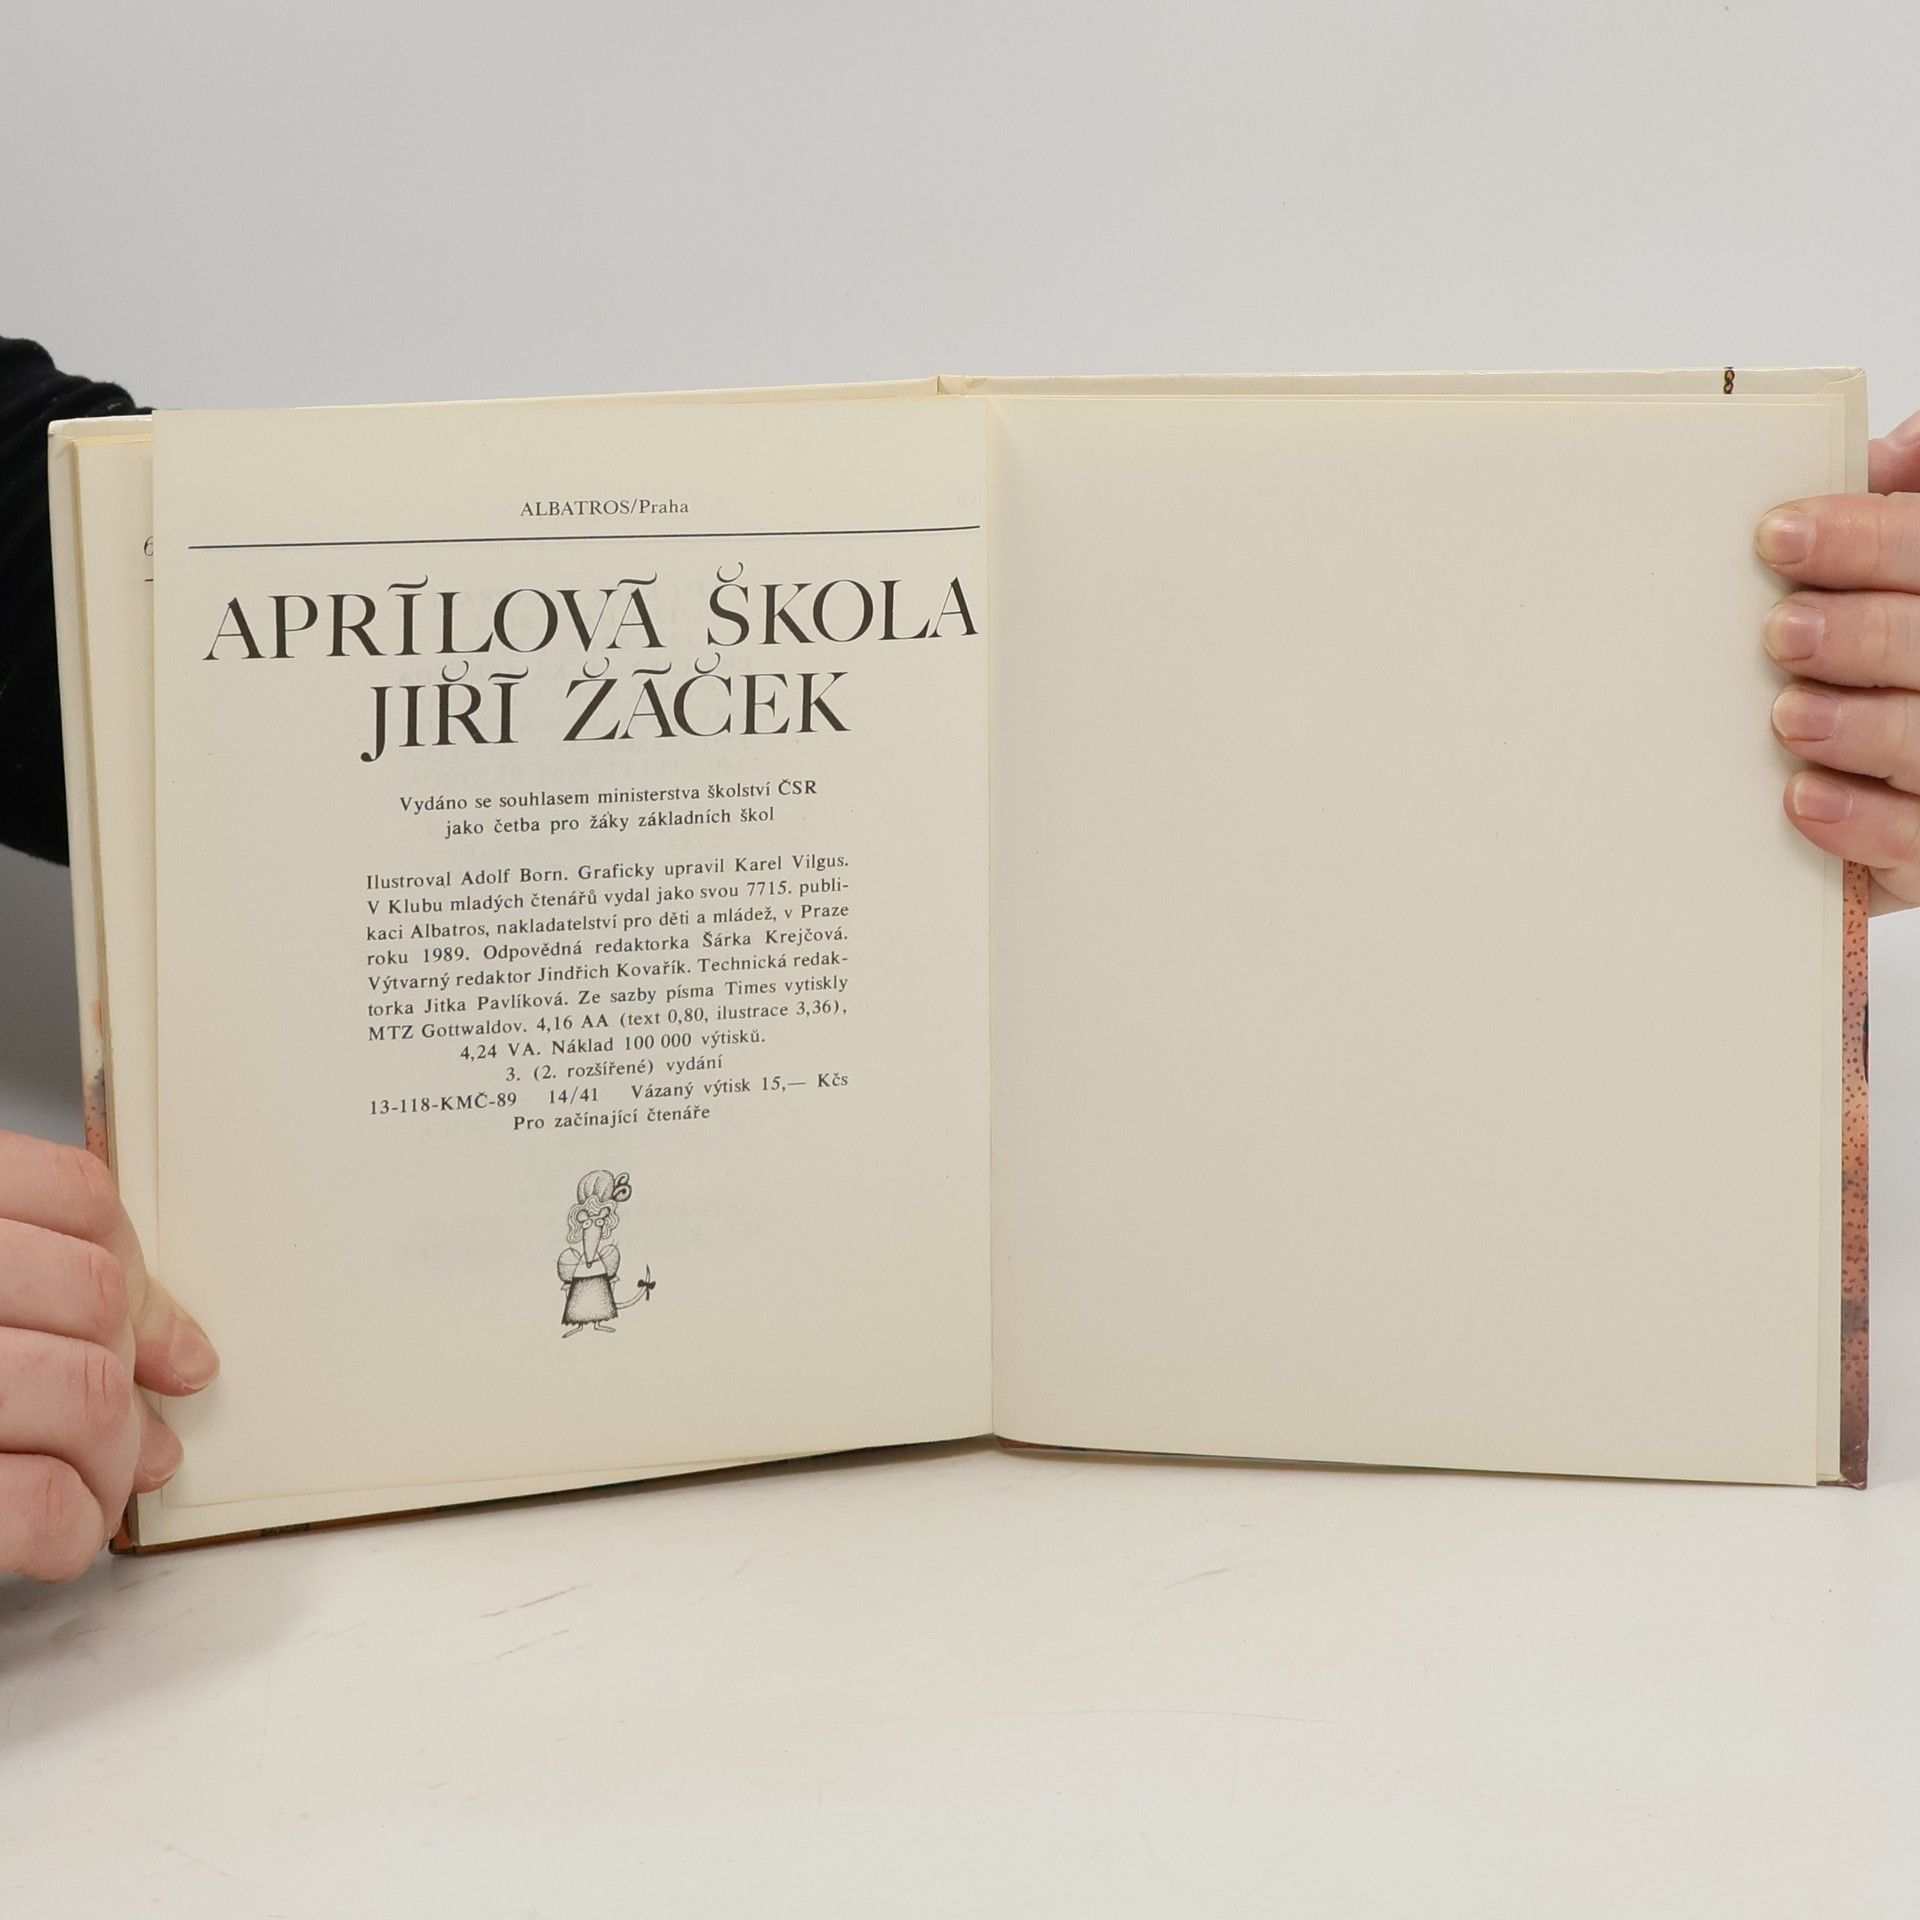 ALBATROS/Praha
APRĨLOVÃ ŠKOLA
JIŘĨ ŽÃČEK
Vydáno se souhlasem ministerstva školství ČSR
jako četba pro žáky základních škol
Ilustroval Adolf Born. Graficky upravil Karel Vilgus.
V Klubu mladých čtenářů vydal jako svou 7715. publi-
kaci Albatros, nakladatelství pro děti a mládež, v Praze
roku 1989. Odpovědná redaktorka Šárka Krejčová.
Výtvarný redaktor Jindřich Kovařík. Technická redak-
torka Jitka Pavlíková. Ze sazby písma Times vytiskly
MTZ Gottwaldov. 4,16 AA (text 0,80, ilustrace 3,36),
4,24 VA. Náklad 100 000 výtisků.
3. (2. rozšířené) vydání
13-118-KMČ-89 14/41 Vázaný výtisk 15,— Kčs
Pro začínající čtenáře